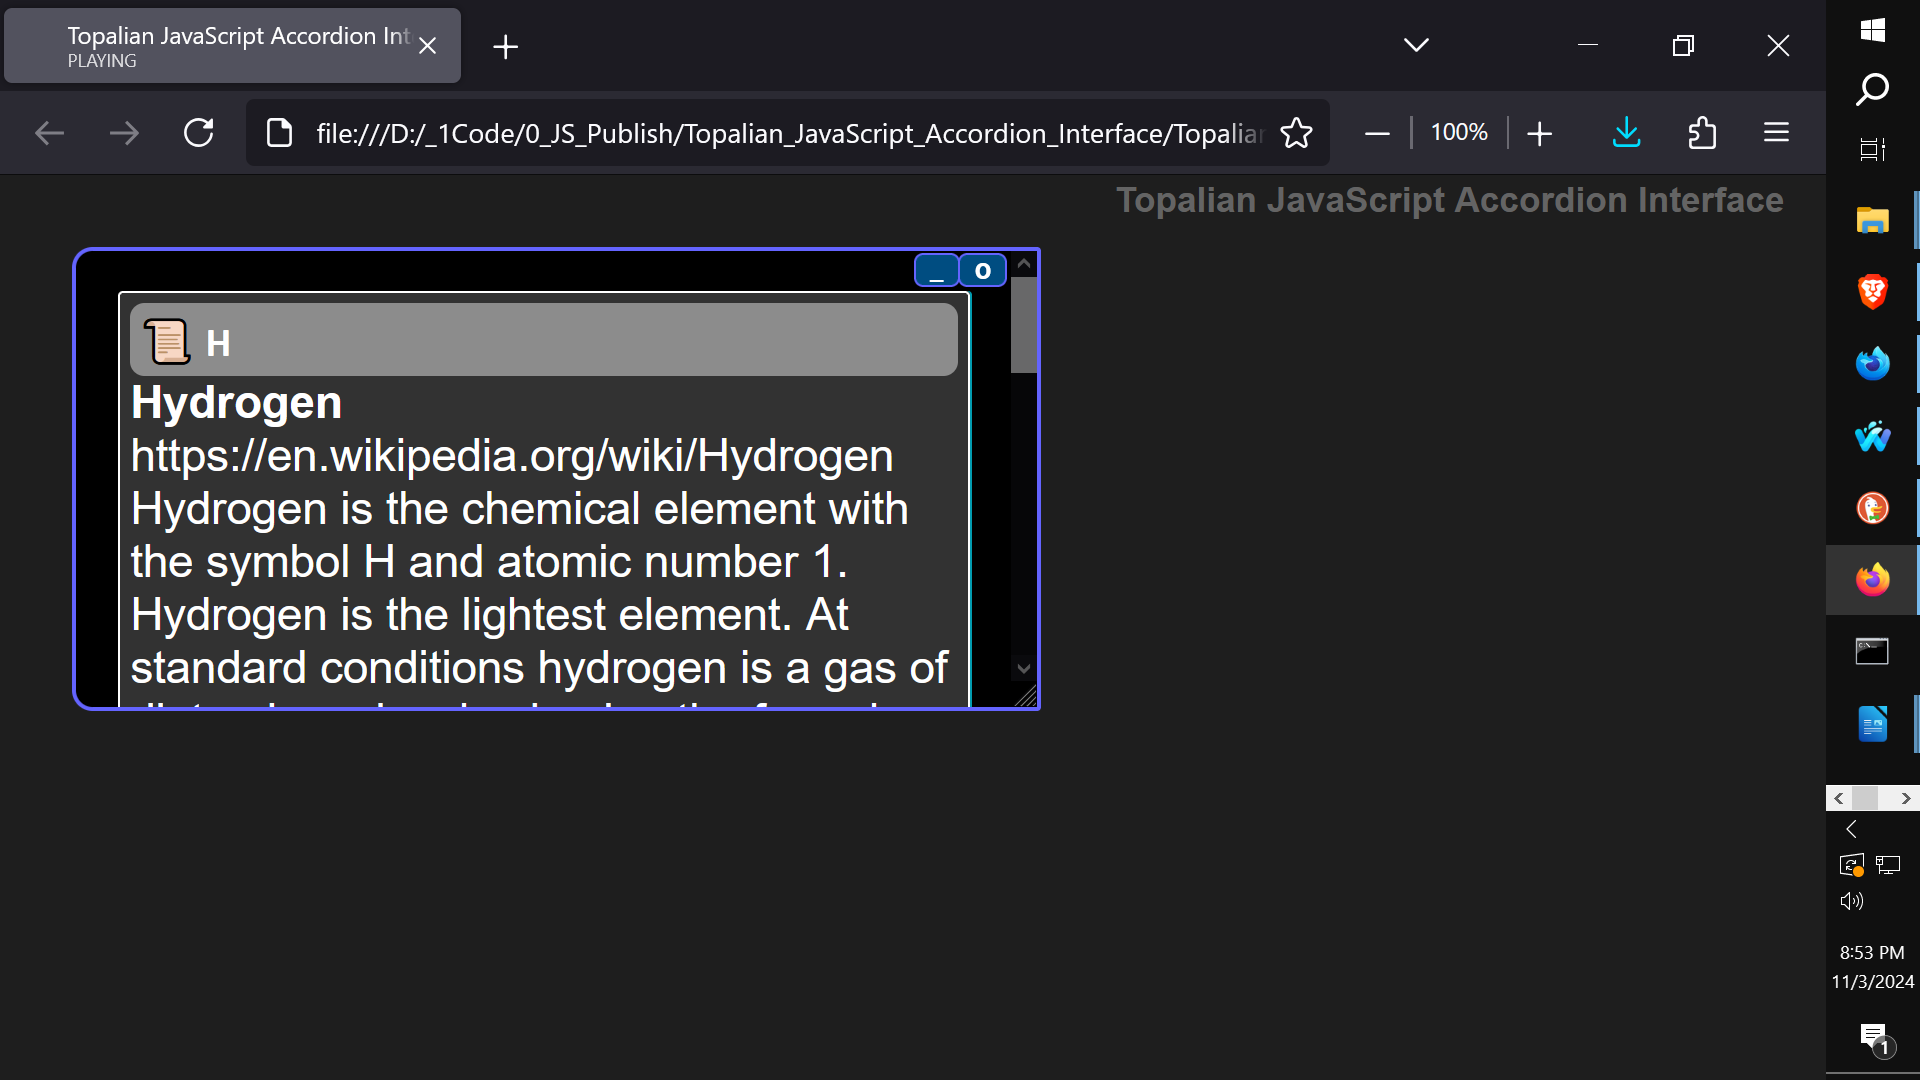 Topalian JavaScript Accordion Int
PLAYING
file:///D:/_1Code/0_JS_Publish/Topalian_JavaScript_Accordion_Interface/Topalian
100%
Topalian JavaScript Accordion Interface
_ o
H
Hydrogen
https://en.wikipedia.org/wiki/Hydrogen
Hydrogen is the chemical element with
the symbol H and atomic number 1.
Hydrogen is the lightest element. At
standard conditions hydrogen is a gas of
8:53 PM
11/3/2024
1